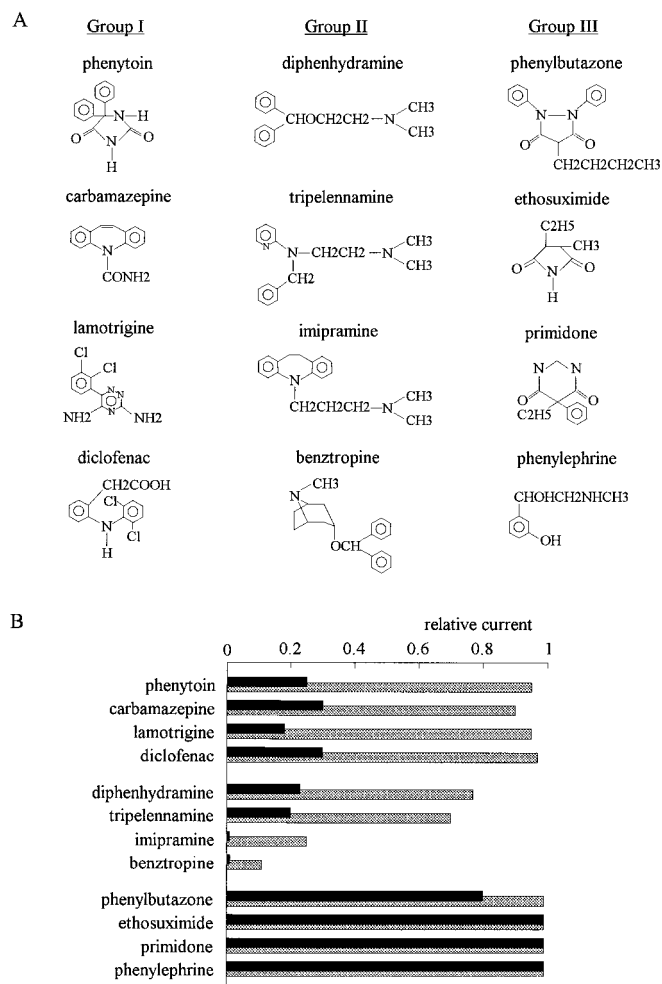 A
Group I Group II Group III
phenytoin diphenhydramine phenylbutazone
N H
O N O
H
CHOCH2CH2 N CH3
CH3
N N
O O
CH2CH2CH2CH3
carbamazepine tripelennamine ethosuximide
N
CONH2
N
N CH2CH2 N CH3
CH3
CH2
C2H5
CH3
O N O
H
lamotrigine imipramine primidone
Cl
Cl
N N
N
NH2 NH2
N
CH2CH2CH2 N CH3
CH3
N N
O O
C2H5
diclofenac benztropine phenylephrine
CH2COOH
Cl
N Cl
H
N CH3
OCH
CHOHCH2NHCH3
OH
B
relative current
0 0.2 0.4 0.6 0.8 1
phenytoin
carbamazepine
lamotrigine
diclofenac
diphenhydramine
tripelennamine
imipramine
benztropine
phenylbutazone
ethosuximide
primidone
phenylephrine